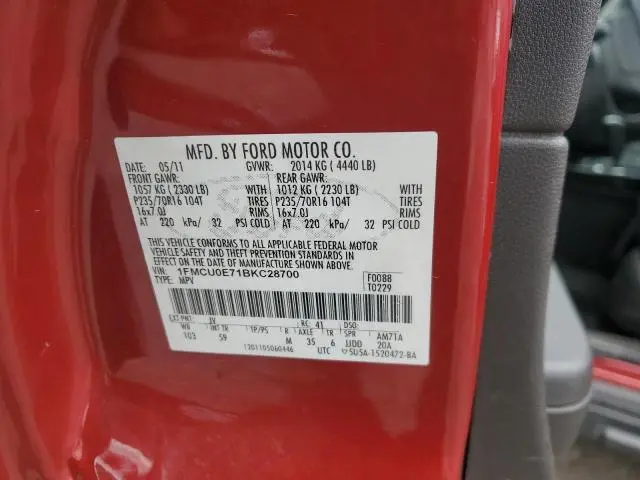 MFD. BY FORD MOTOR CO.
DATE: 05/11 GVWR: 2014 KG ( 4440 LB)
FRONT GAWR: REAR GAWR:
1057 KG ( 2330 LB) WITH 1012 KG ( 2230 LB) WITH
P235/70R16 104T TIRES P235/70R16 104T TIRES
16x7.0J RIMS 16x7.0J RIMS
AT 220 kPa/ 32 PSI COLD AT 220 kPa/ 32 PSI COLD
THIS VEHICLE CONFORMS TO ALL APPLICABLE FEDERAL MOTOR
VEHICLE SAFETY AND THEFT PREVENTION STANDARDS IN
EFFECT ON THE DATE OF MANUFACTURE SHOWN ABOVE.
VIN: 1FMCU0E71BKC28700 F0088
TYPE: MPV T0229
EXT PNT: JV RC: 41 DSO:
WB INT TR TP/PS R AXLE TR SPR AM71A
103 59 M 35 6 JJDD 20A
1201105060446 UTC 5U5A-1520472-BA